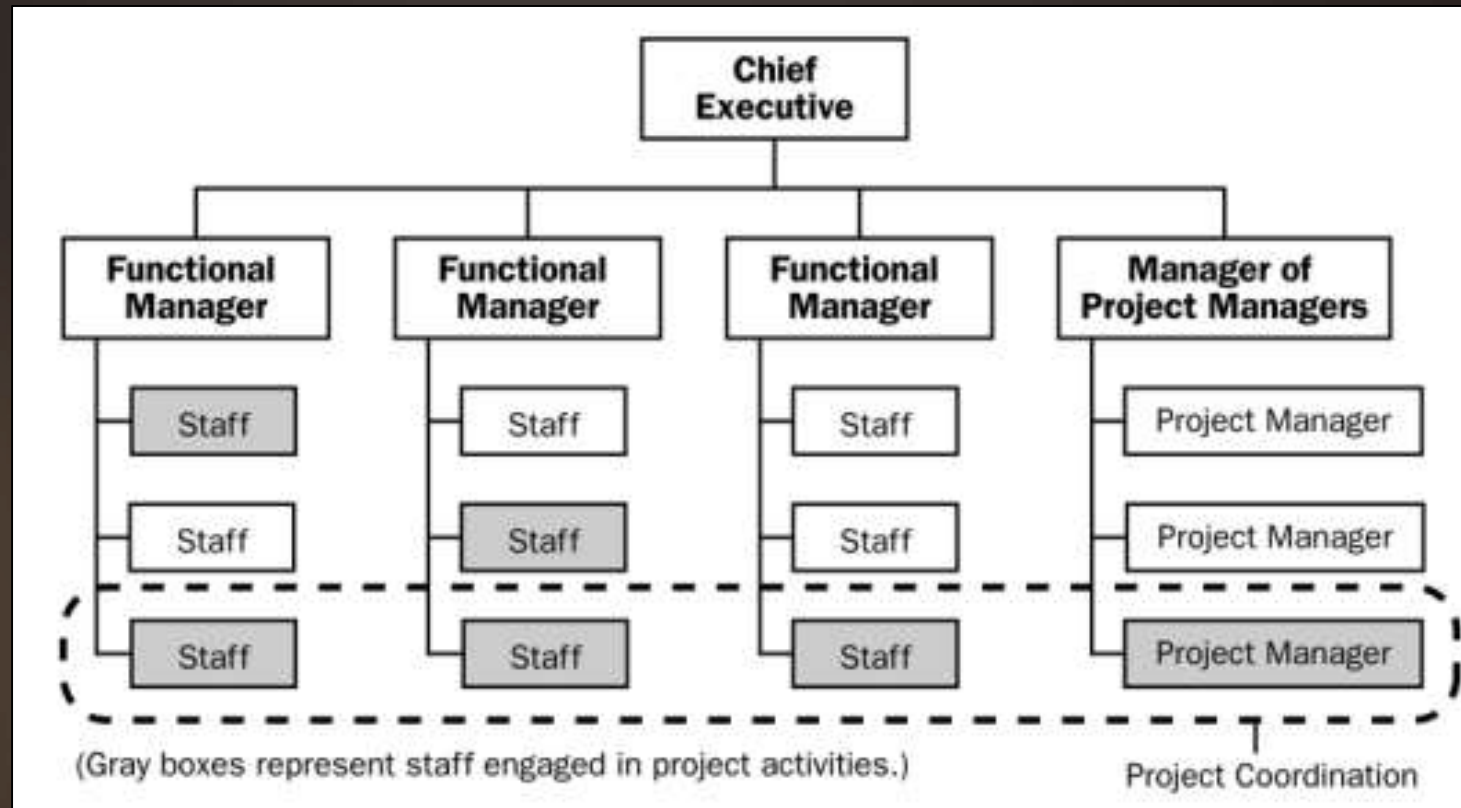 Chief
Executive
Functional
Manager
Functional
Manager
Functional
Manager
Manager of
Project Managers
Staff
Staff
Staff
Project Manager
Staff
Staff
Staff
Project Manager
Staff
Staff
Staff
Project Manager
(Gray boxes represent staff engaged in project activities.)
Project Coordination